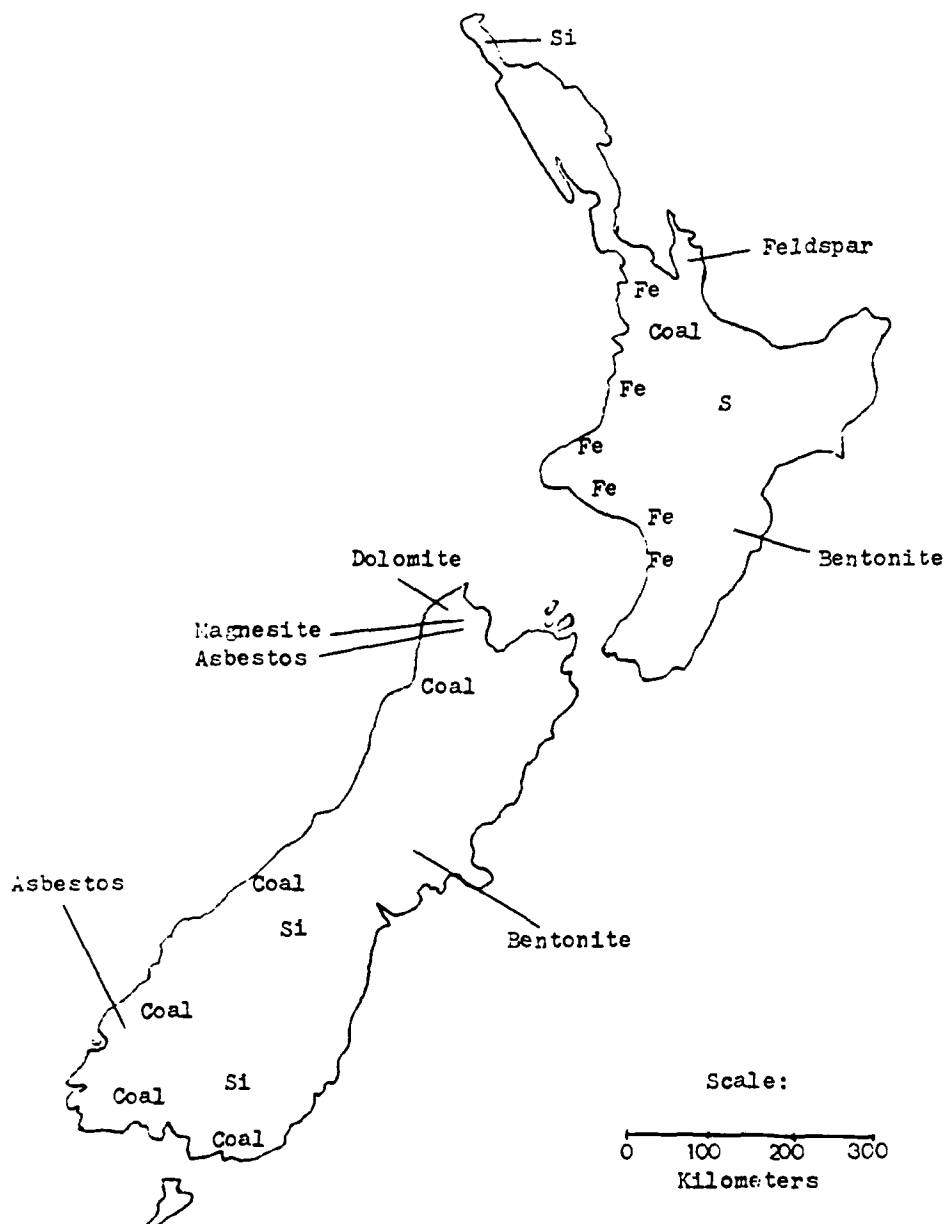 Si
Feldspar
Fe
Coal
Fe
S
Fe
Fe
Fe
Bentonite
Fe
Dolomite
Magnesite
Asbestos
Coal
Asbestos
Coal
Si
Bentonite
Coal
Si
Scale:
Coal
Coal
0 100 200 300
Kilometers